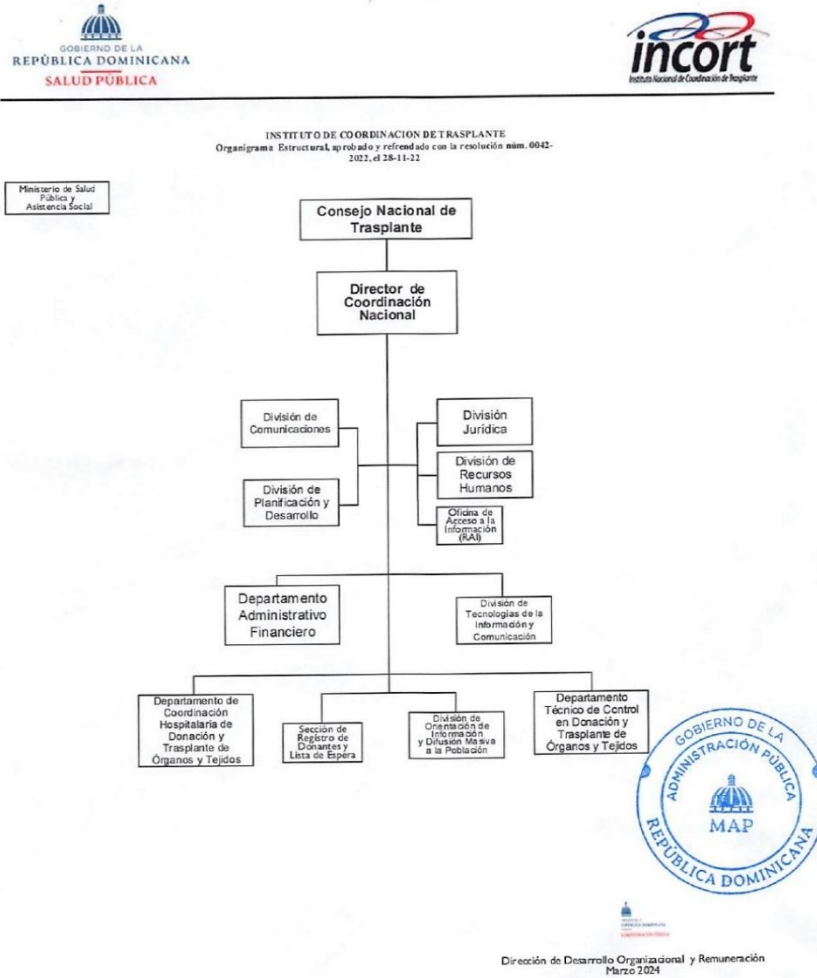 GOBIERNO DE LA
REPÚBLICA DOMINICANA
SALUD PÚBLICA
incort
Instituto Nacional de Coordinación de Trasplante
INSTITUTO DE COORDINACION DE TRASPLANTE
Organigrama Estructural, aprobado y refrendado con la resolución núm. 0042-
2022, el 28-11-22
Ministerio de Salud
Pública y
Asistencia Social
Consejo Nacional de
Trasplante
Director de
Coordinación
Nacional
División de
Comunicaciones
División
Jurídica
División de
Planificación y
Desarrollo
División de
Recursos
Humanos
Oficina de
Acceso a la
Información
(RAI)
Departamento
Administrativo
Financiero
División de
Tecnologías de la
Información y
Comunicación
Departamento de
Coordinación
Hospitalaria de
Donación y
Trasplante de
Órganos y Tejidos
Sección de
Registro de
Donantes y
Lista de Espera
División de
Orientación de
Información
y Difusión Masiva
a la Población
Departamento
Técnico de Control
en Donación y
Trasplante de
Órganos y Tejidos
GOBIERNO DE LA
ADMINISTRACIÓN PÚBLICA
MAP
REPÚBLICA DOMINICANA
Dirección de Desarrollo Organizacional y Remuneración
Marzo 2024